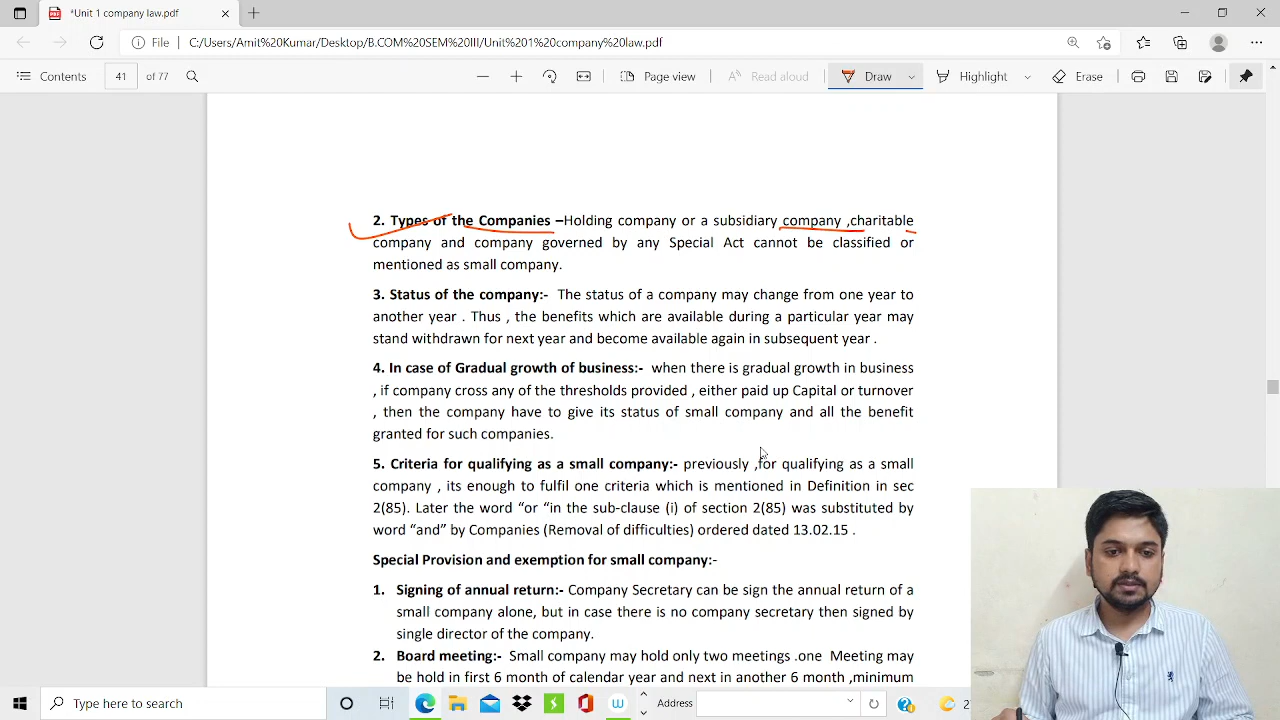 *Unit 1 company law.pdf
File
C:/Users/Amit%20Kumar/Desktop/B.COM%20SEM%20III/Unit%201%20company%20law.pdf
Contents 41 of 77 Page view Read aloud Draw Highlight Erase
2. Types of the Companies –Holding company or a subsidiary company ,charitable
company and company governed by any Special Act cannot be classified or
mentioned as small company.
3. Status of the company:- The status of a company may change from one year to
another year . Thus , the benefits which are available during a particular year may
stand withdrawn for next year and become available again in subsequent year .
4. In case of Gradual growth of business:- when there is gradual growth in business
, if company cross any of the thresholds provided , either paid up Capital or turnover
, then the company have to give its status of small company and all the benefit
granted for such companies.
5. Criteria for qualifying as a small company:- previously ,for qualifying as a small
company , its enough to fulfil one criteria which is mentioned in Definition in sec
2(85). Later the word “or “in the sub-clause (i) of section 2(85) was substituted by
word “and” by Companies (Removal of difficulties) ordered dated 13.02.15 .
Special Provision and exemption for small company:-
1. Signing of annual return:- Company Secretary can be sign the annual return of a
small company alone, but in case there is no company secretary then signed by
single director of the company.
2. Board meeting:- Small company may hold only two meetings .one Meeting may
be hold in first 6 month of calendar year and next in another 6 month ,minimum
Type here to search
Address
2